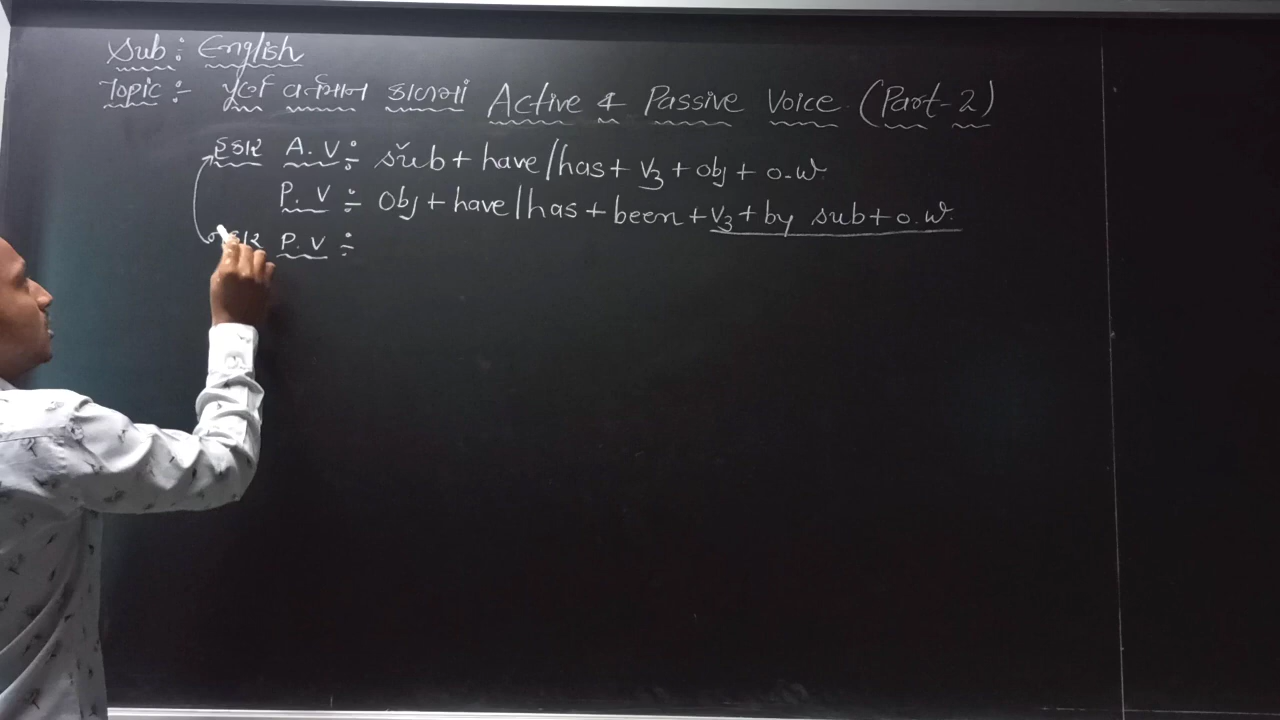 Sub : English
Topic :- પૂર્ણ વર્તમાન કાળમાં Active & Passive Voice (Part-2)
હકાર A. V :- Sub + have/has + V3 + obj + o.w
P. V :- Obj + have/has + been + V3 + by sub + o.w.
P. V :-